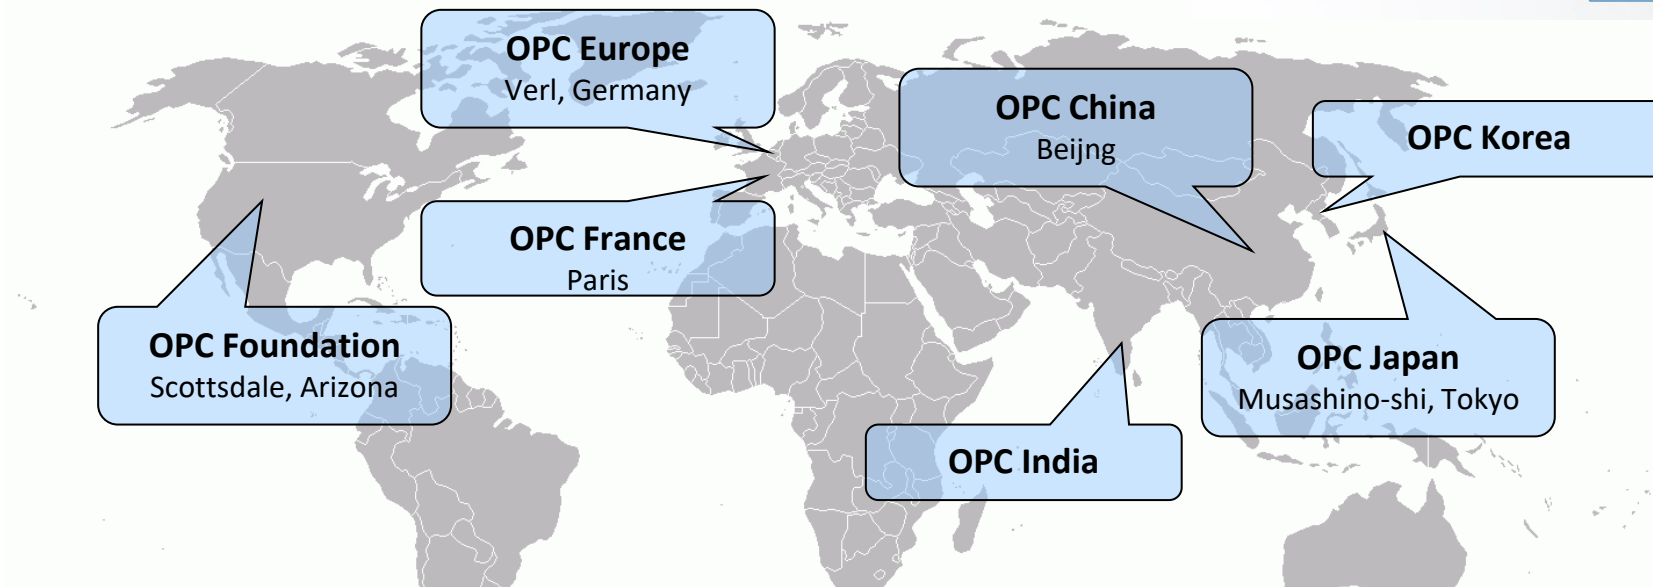 OPC Europe
Verl, Germany
OPC China
Beijng
OPC Korea
OPC France
Paris
OPC Foundation
Scottsdale, Arizona
OPC Japan
Musashino-shi, Tokyo
OPC India